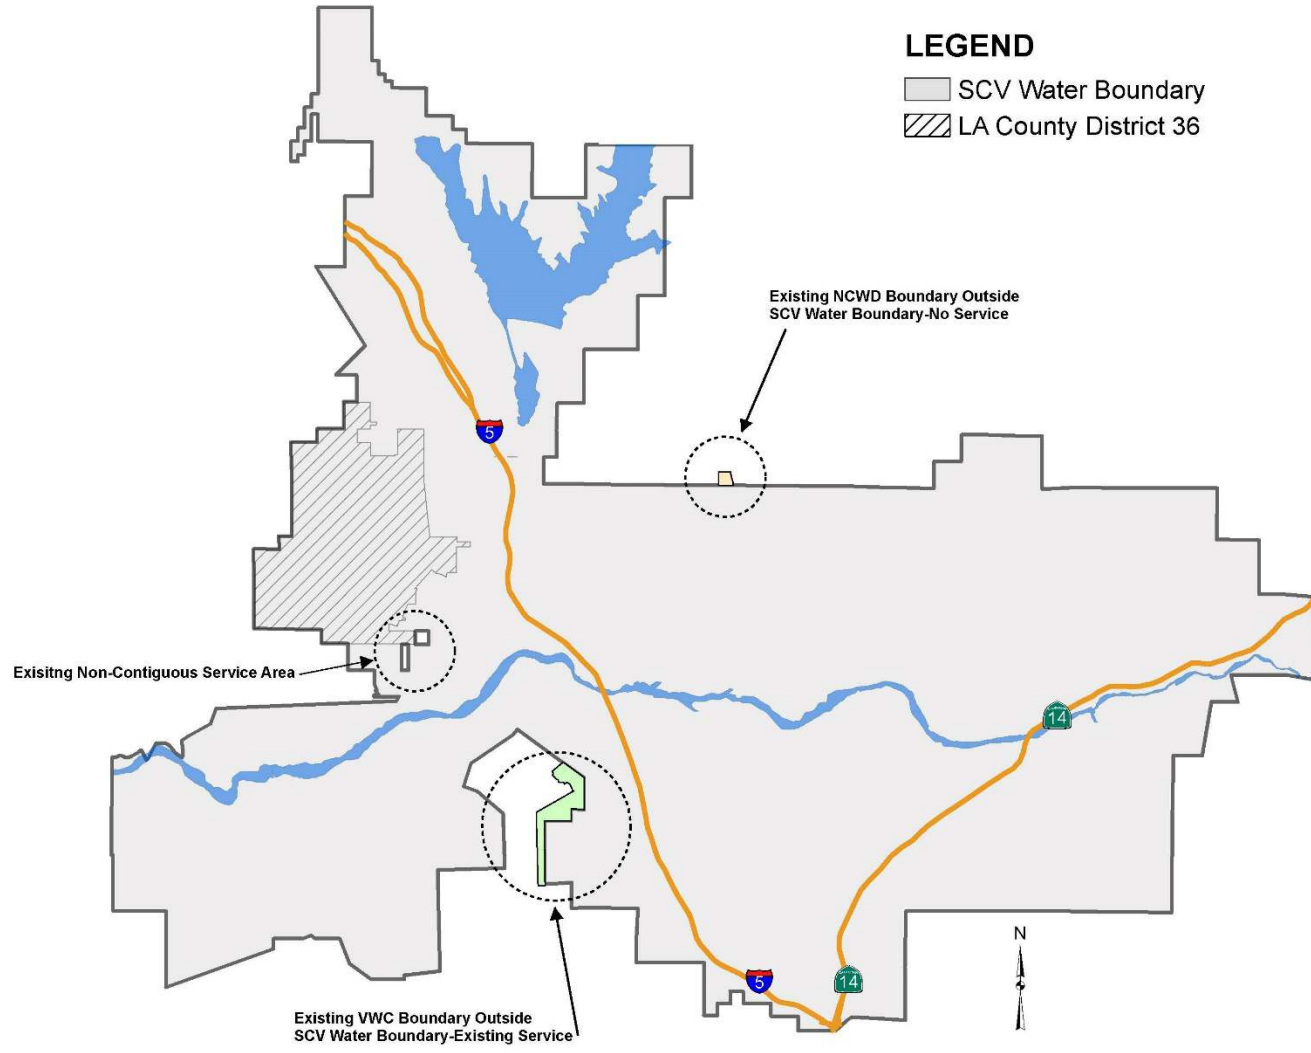 LEGEND
SCV Water Boundary
LA County District 36
Existing NCWD Boundary Outside
SCV Water Boundary-No Service
5
Exisitng Non-Contiguous Service Area
14
N
5
14
Existing VWC Boundary Outside
SCV Water Boundary-Existing Service